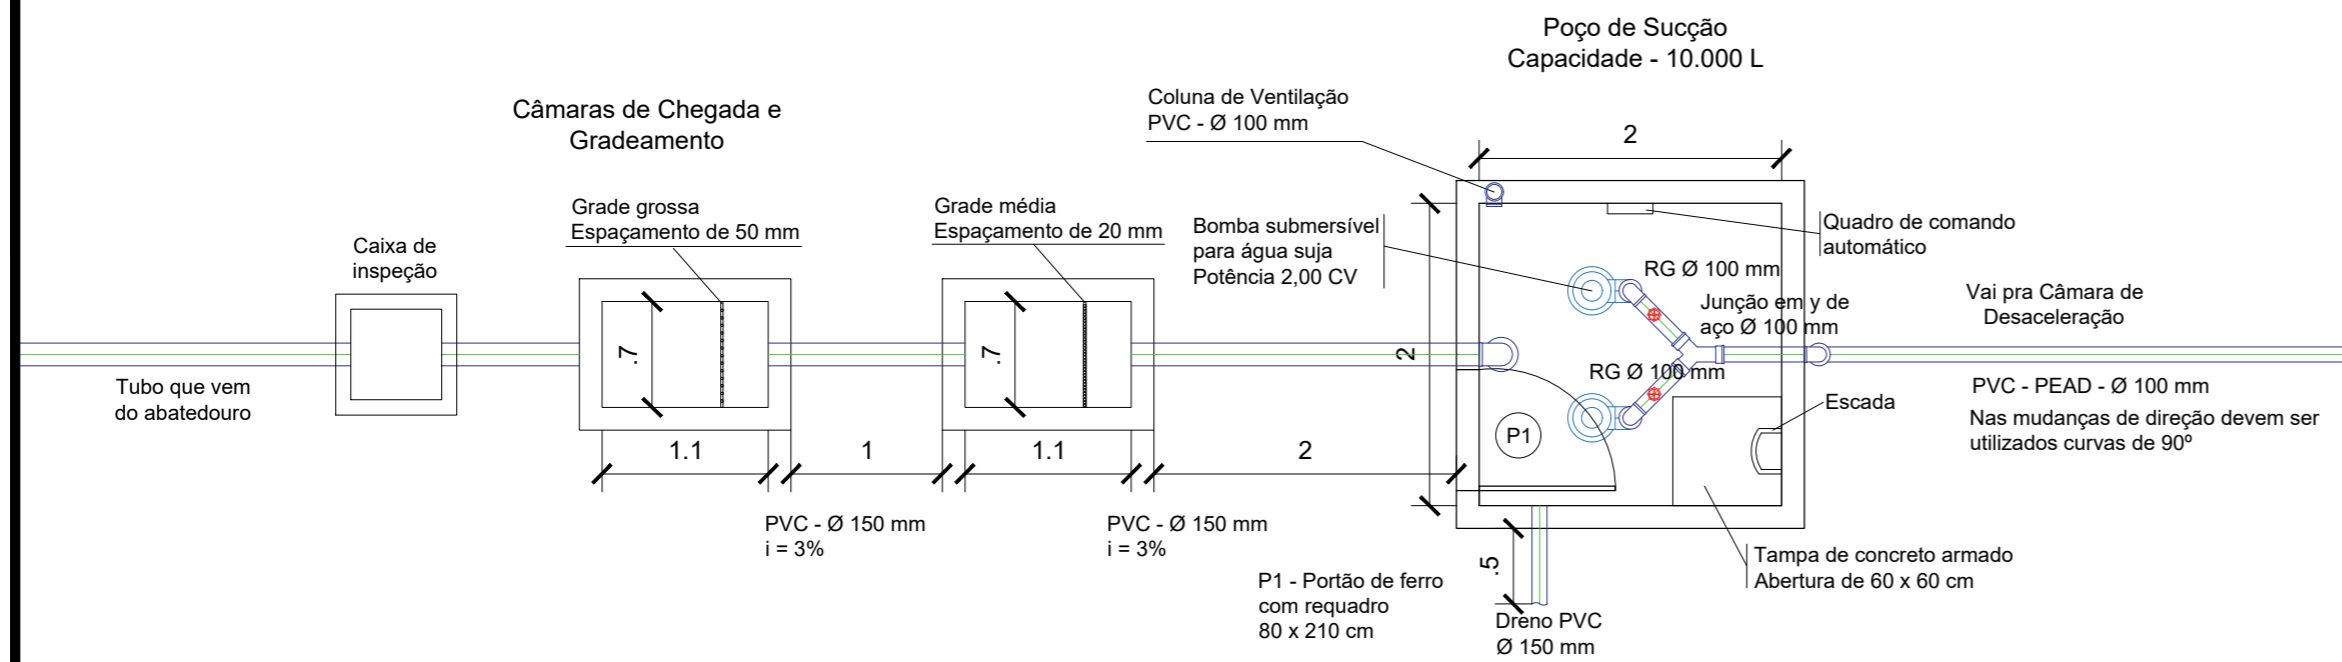 Poço de Sucção
Capacidade - 10.000 L
Câmaras de Chegada e
Gradeamento
Coluna de Ventilação
PVC - Ø 100 mm
2
Grade grossa
Espaçamento de 50 mm
Grade média
Espaçamento de 20 mm
Caixa de
inspeção
Bomba submersível
para água suja
Potência 2,00 CV
Quadro de comando
automático
RG Ø 100 mm
Junção em y de
aço Ø 100 mm
Vai pra Câmara de
Desaceleração
.7
.7
2
RG Ø 100 mm
Tubo que vem
do abatedouro
PVC - PEAD - Ø 100 mm
Nas mudanças de direção devem ser
utilizados curvas de 90º
Escada
P1
1.1
1
1.1
2
PVC - Ø 150 mm
i = 3%
PVC - Ø 150 mm
i = 3%
.5
Tampa de concreto armado
Abertura de 60 x 60 cm
P1 - Portão de ferro
com requadro
80 x 210 cm
Dreno PVC
Ø 150 mm